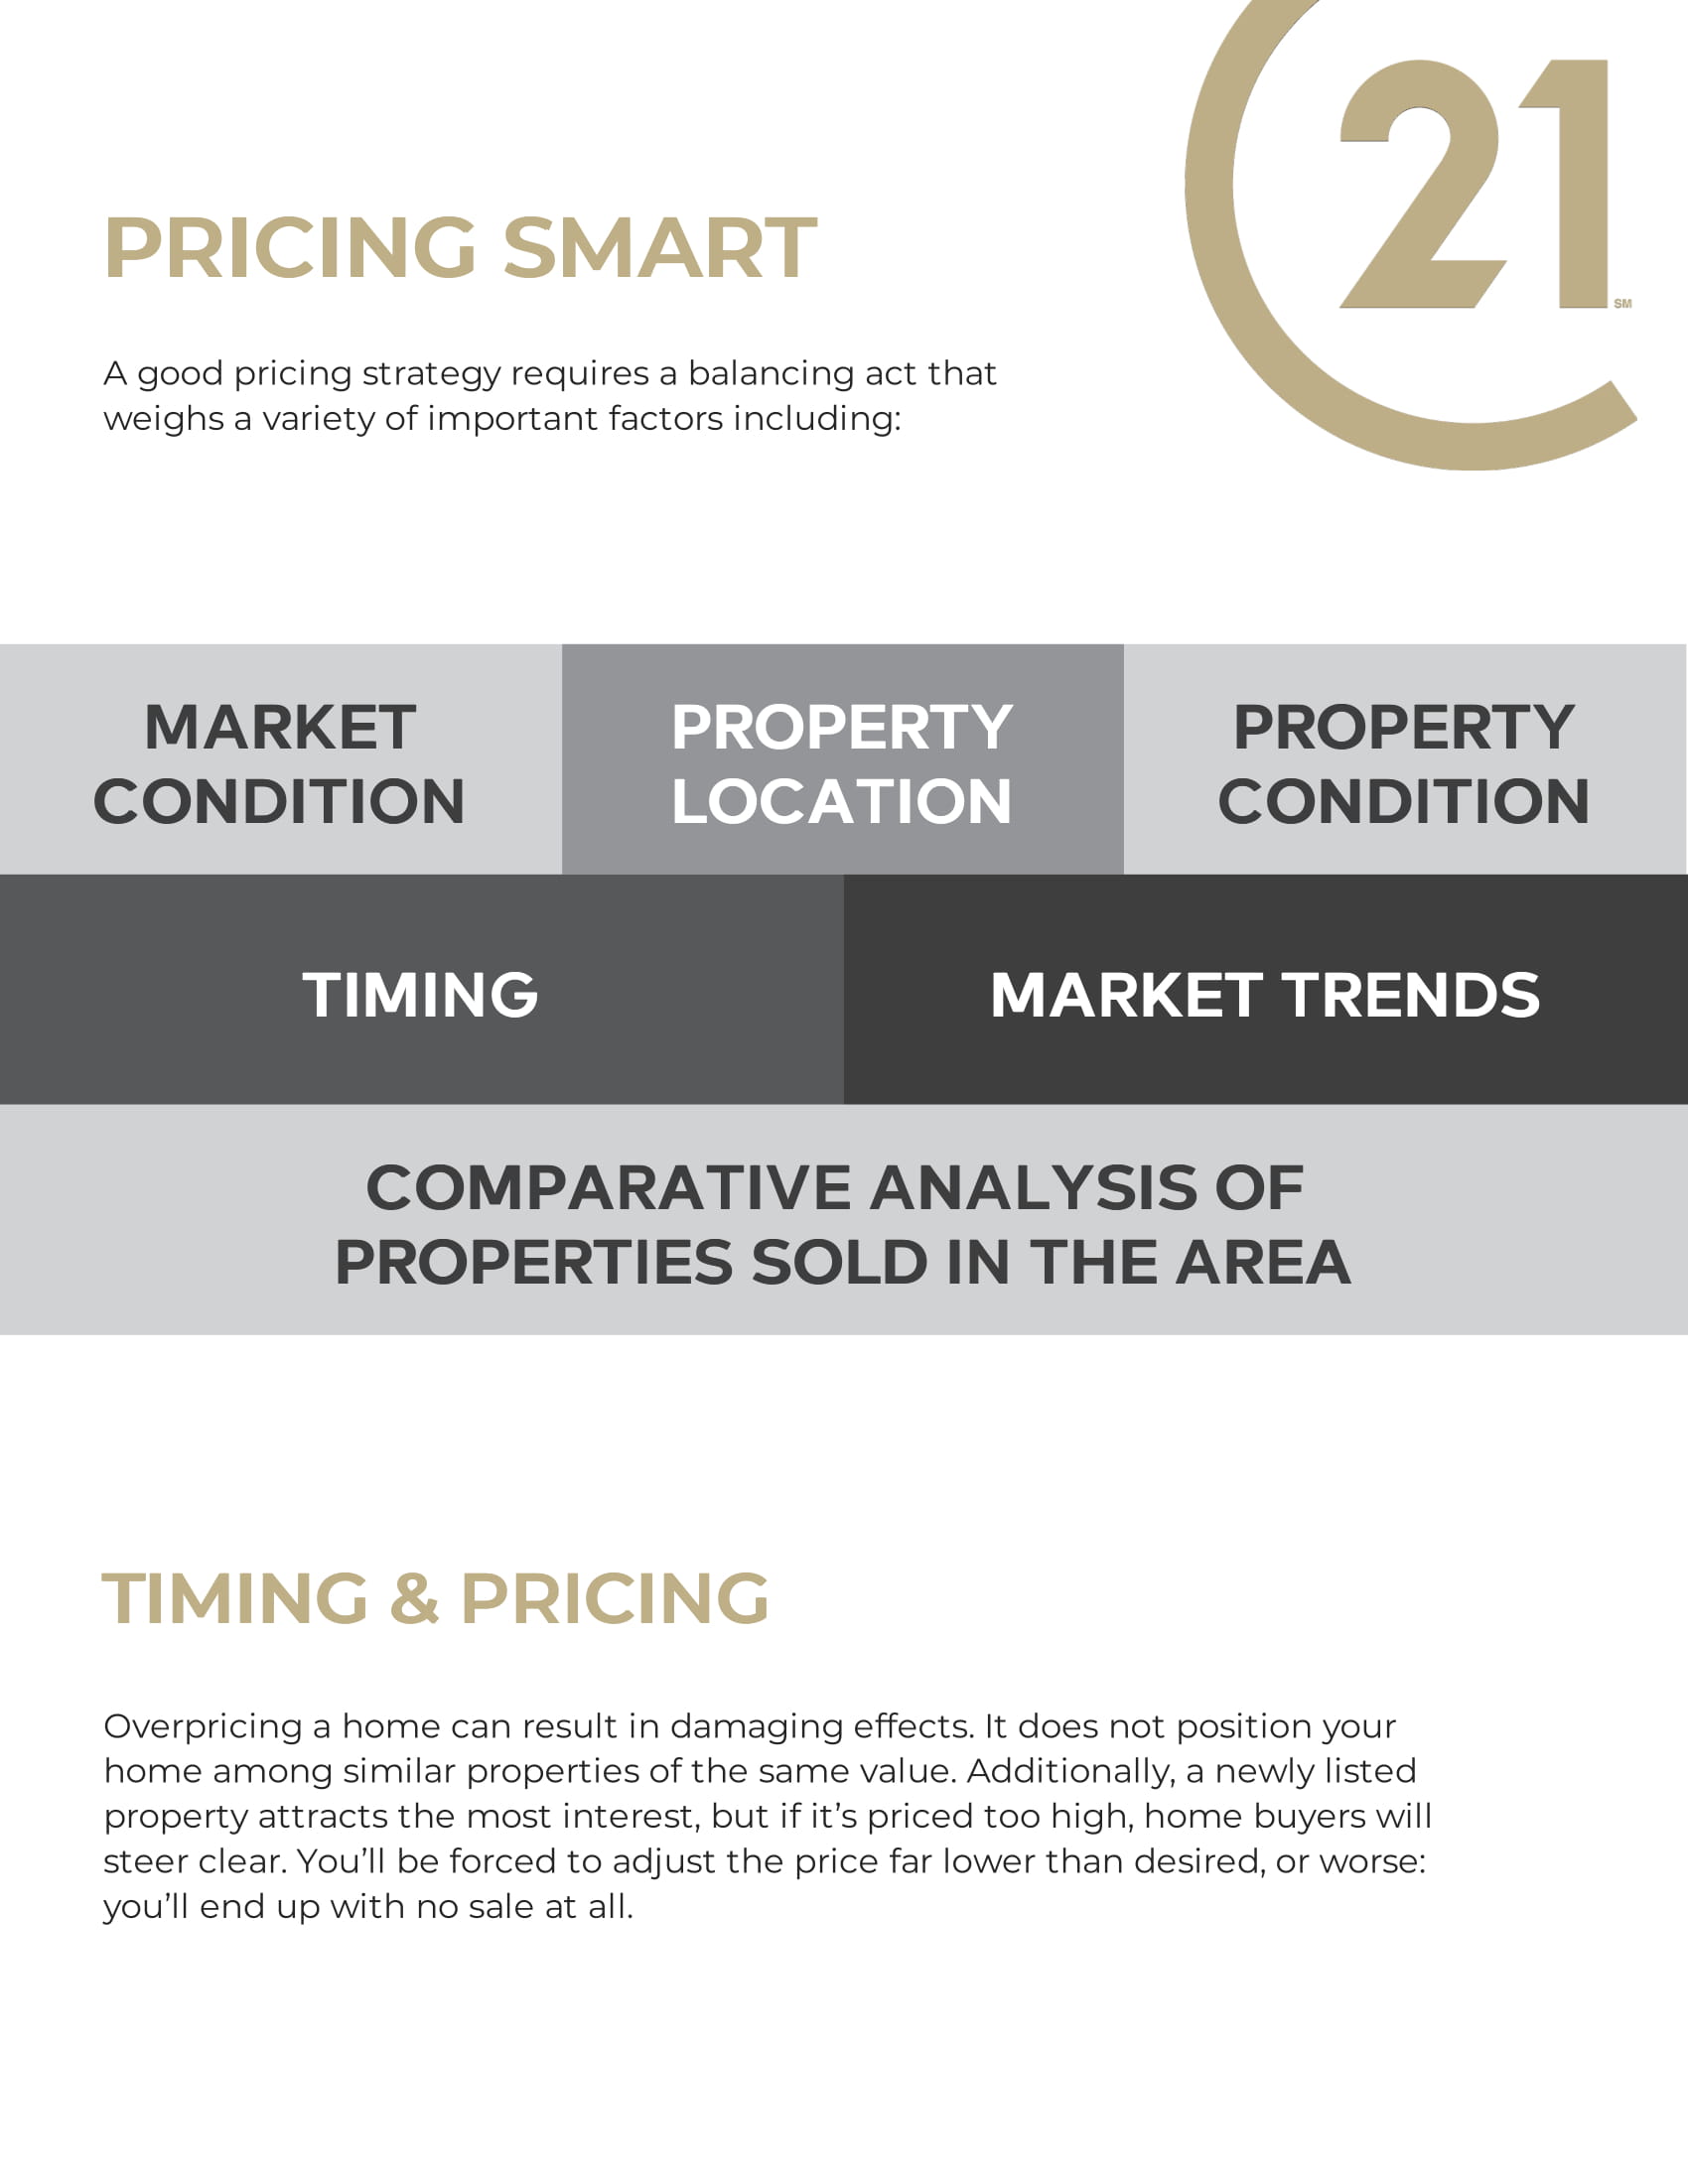 21
SM
PRICING SMART
A good pricing strategy requires a balancing act that
weighs a variety of important factors including:
MARKET
CONDITION
PROPERTY
LOCATION
PROPERTY
CONDITION
TIMING
MARKET TRENDS
COMPARATIVE ANALYSIS OF
PROPERTIES SOLD IN THE AREA
TIMING & PRICING
Overpricing a home can result in damaging effects. It does not position your
home among similar properties of the same value. Additionally, a newly listed
property attracts the most interest, but if it’s priced too high, home buyers will
steer clear. You’ll be forced to adjust the price far lower than desired, or worse:
you’ll end up with no sale at all.